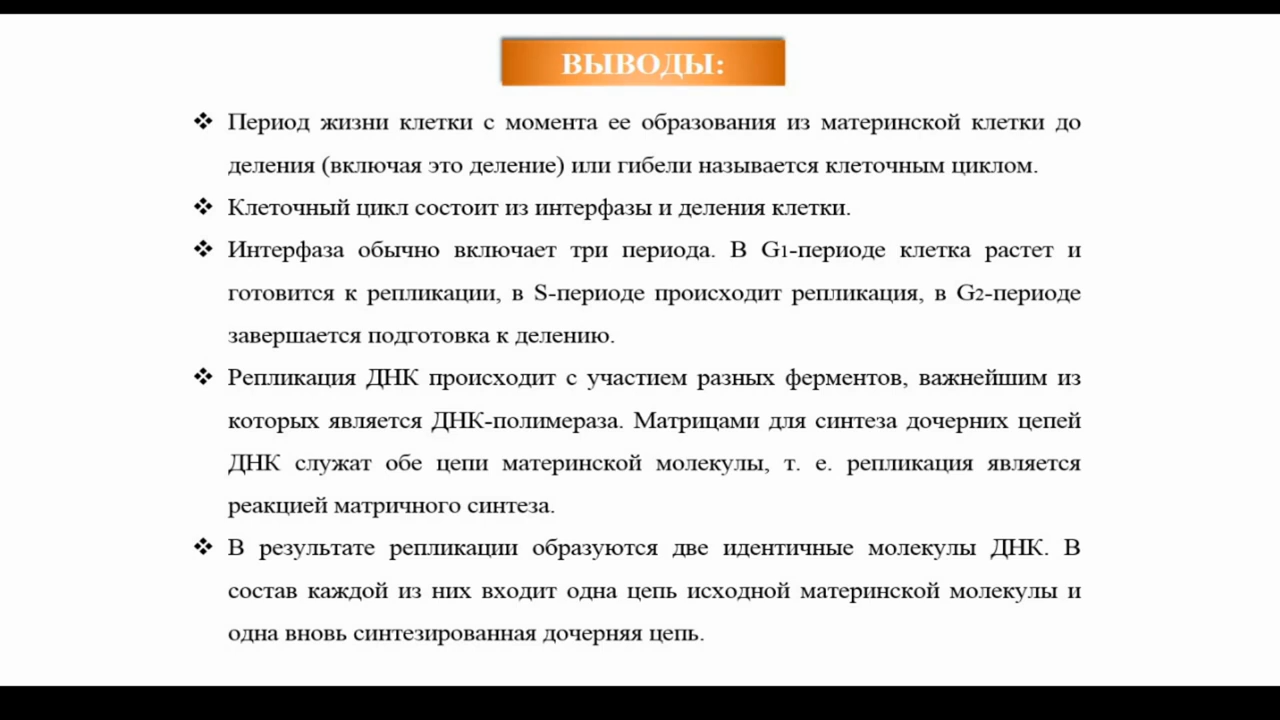 ВЫВОДЫ:
❖ Период жизни клетки с момента ее образования из материнской клетки до
деления (включая это деление) или гибели называется клеточным циклом.
❖ Клеточный цикл состоит из интерфазы и деления клетки.
❖ Интерфаза обычно включает три периода. В G1-периоде клетка растет и
готовится к репликации, в S-периоде происходит репликация, в G2-периоде
завершается подготовка к делению.
❖ Репликация ДНК происходит с участием разных ферментов, важнейшим из
которых является ДНК-полимераза. Матрицами для синтеза дочерних цепей
ДНК служат обе цепи материнской молекулы, т. е. репликация является
реакцией матричного синтеза.
❖ В результате репликации образуются две идентичные молекулы ДНК. В
состав каждой из них входит одна цепь исходной материнской молекулы и
одна вновь синтезированная дочерняя цепь.